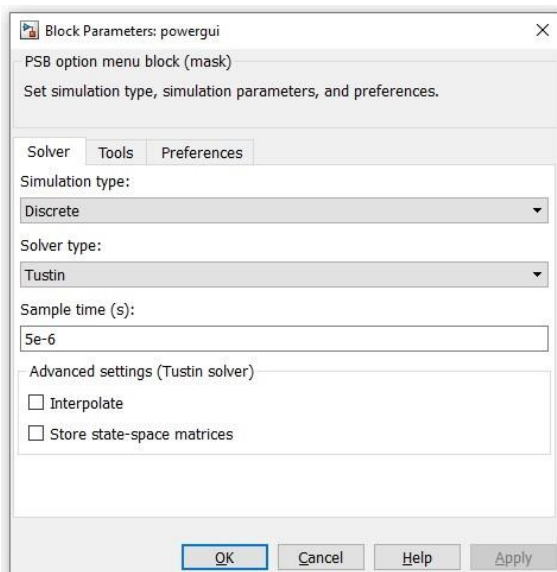 Block Parameters: powergui
PSB option menu block (mask)
Set simulation type, simulation parameters, and preferences.
Solver Tools Preferences
Simulation type:
Discrete
Solver type:
Tustin
Sample time (s):
5e-6
Advanced settings (Tustin solver)
Interpolate
Store state-space matrices
OK Cancel Help Apply